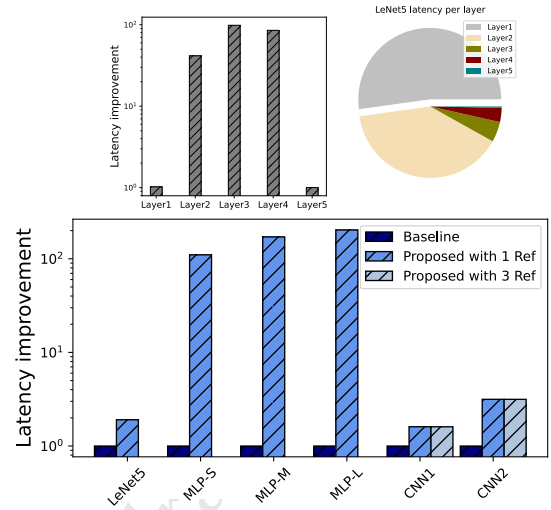 Latency improvement
10²
10¹
10⁰
Layer1 Layer2 Layer3 Layer4 Layer5
LeNet5 latency per layer
Layer1
Layer2
Layer3
Layer4
Layer5
Latency improvement
10²
10¹
10⁰
Baseline
Proposed with 1 Ref
Proposed with 3 Ref
LeNet5 MLP-S MLP-M MLP-L CNN1 CNN2